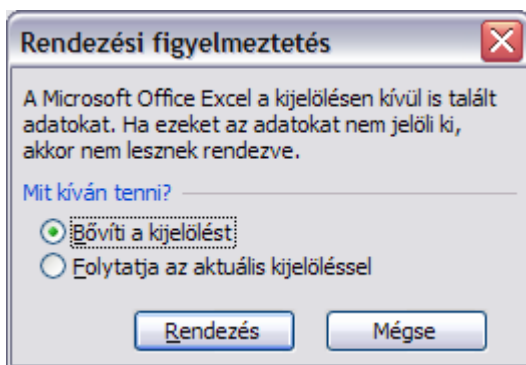 Rendezési figyelmeztetés
A Microsoft Office Excel a kijelölésen kívül is talált
adatokat. Ha ezeket az adatokat nem jelöli ki,
akkor nem lesznek rendezve.
Mit kíván tenni?
Bővíti a kijelölést
Folytatja az aktuális kijelöléssel
Rendezés Mégse